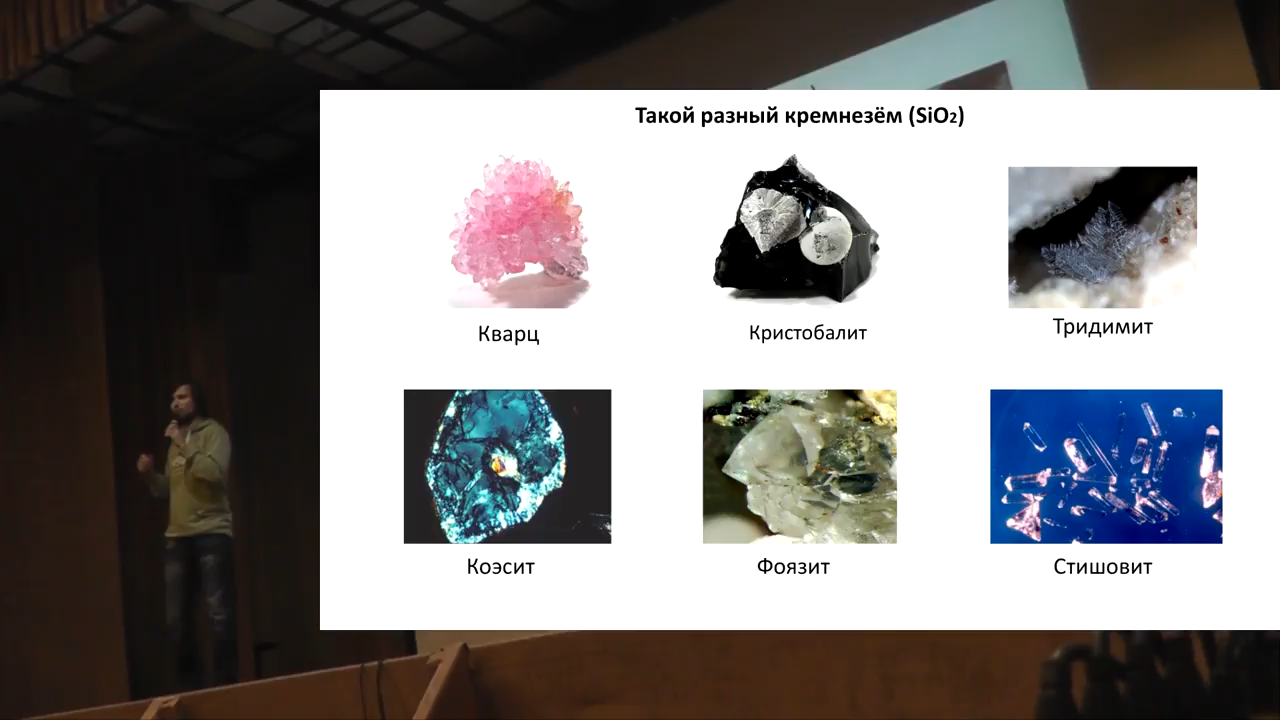 Такой разный кремнезём (SiO₂)
Кварц
Кристобалит
Тридимит
Коэсит
Фоязит
Стишовит